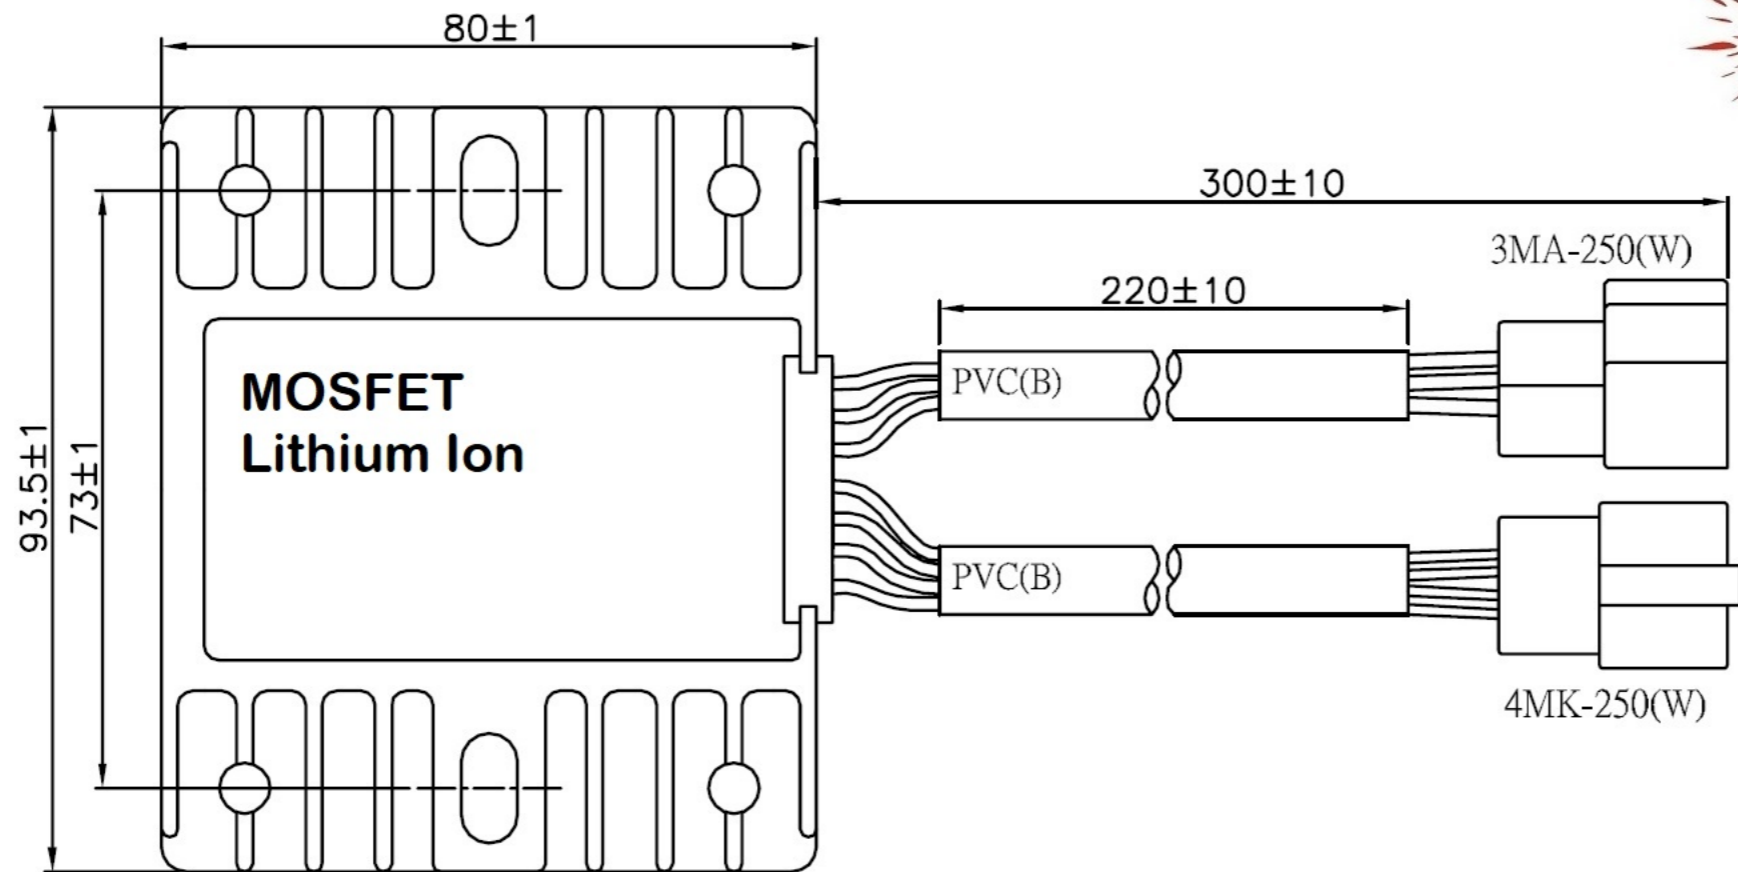 80±1
300±10
3MA-250(W)
220±10
MOSFET
Lithium Ion
PVC(B)
93.5±1
73±1
PVC(B)
4MK-250(W)